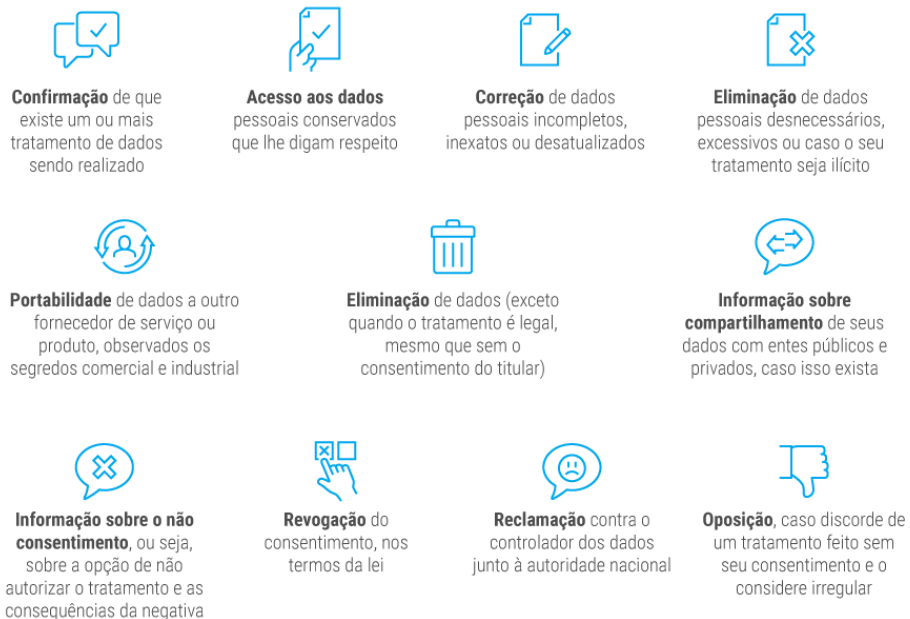 Confirmação de que
existe um ou mais
tratamento de dados
sendo realizado
Acesso aos dados
pessoais conservados
que lhe digam respeito
Correção de dados
pessoais incompletos,
inexatos ou desatualizados
Eliminação de dados
pessoais desnecessários,
excessivos ou caso o seu
tratamento seja ilícito
Portabilidade de dados a outro
fornecedor de serviço ou
produto, observados os
segredos comercial e industrial
Eliminação de dados (exceto
quando o tratamento é legal,
mesmo que sem o
consentimento do titular)
Informação sobre
compartilhamento de seus
dados com entes públicos e
privados, caso isso exista
Informação sobre o não
consentimento, ou seja,
sobre a opção de não
autorizar o tratamento e as
consequências da negativa
Revogação do
consentimento, nos
termos da lei
Reclamação contra o
controlador dos dados
junto à autoridade nacional
Oposição, caso discorde de
um tratamento feito sem
seu consentimento e o
considere irregular